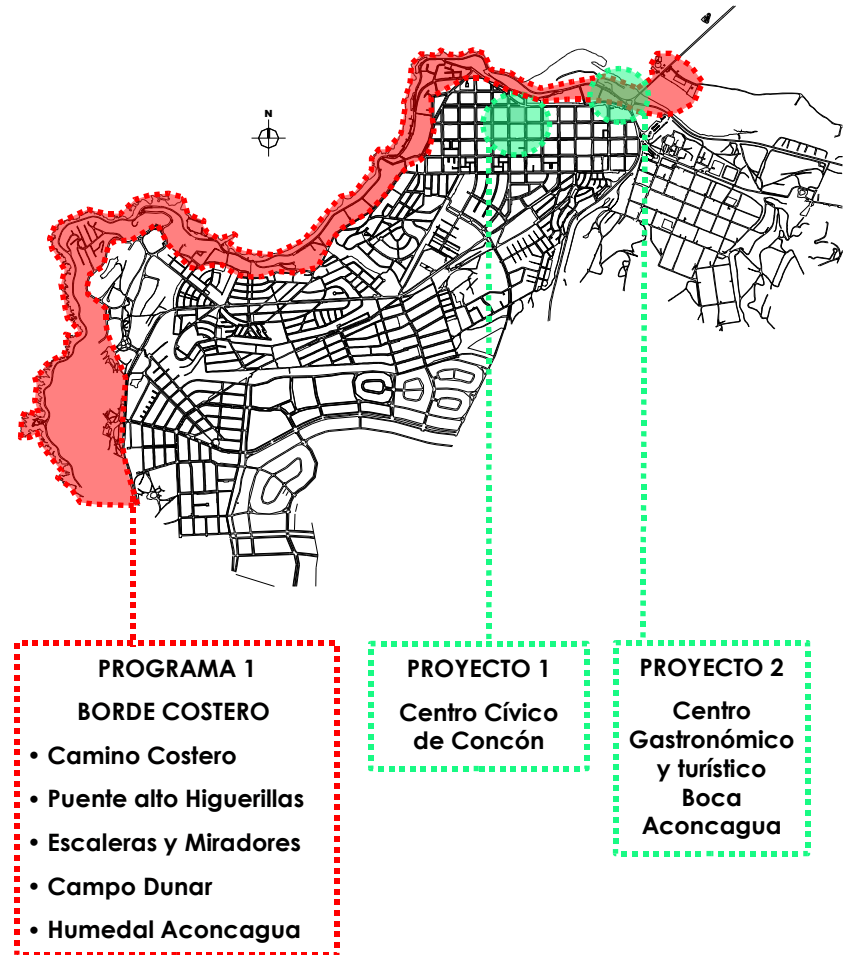 N
PROGRAMA 1
BORDE COSTERO
• Camino Costero
• Puente alto Higuerillas
• Escaleras y Miradores
• Campo Dunar
• Humedal Aconcagua
PROYECTO 1
Centro Cívico
de Concón
PROYECTO 2
Centro
Gastronómico
y turístico
Boca
Aconcagua